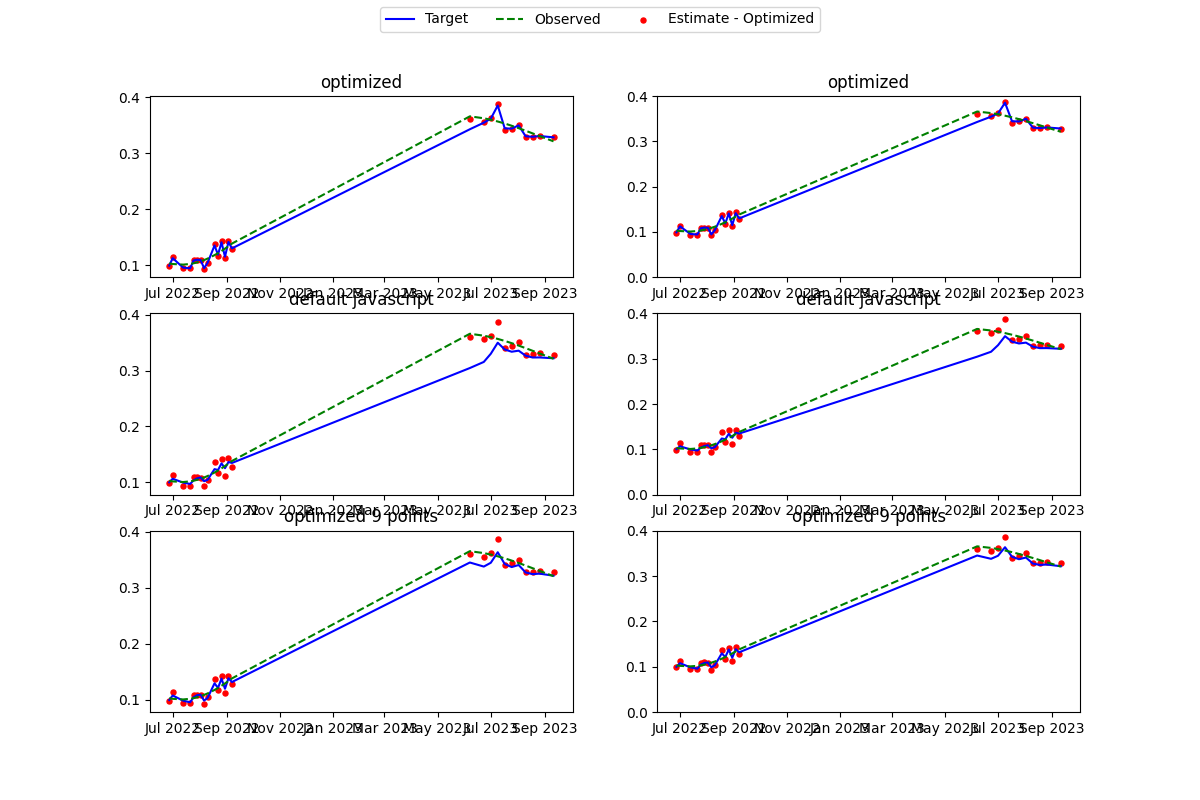 Target Observed Estimate - Optimized
optimized optimized
0.4 0.4
0.3 0.3
0.2 0.2
0.1 0.1
0.0
Jul 2022 Sep 2022 Nov 2022 Jan 2023 Mar 2023 May 2023 Jul 2023 Sep 2023 Jul 2022 Sep 2022 Nov 2022 Jan 2023 Mar 2023 May 2023 Jul 2023 Sep 2023
default javascript default javascript
0.4 0.4
0.3 0.3
0.2 0.2
0.1 0.1
0.0
Jul 2022 Sep 2022 Nov 2022 Jan 2023 Mar 2023 May 2023 Jul 2023 Sep 2023 Jul 2022 Sep 2022 Nov 2022 Jan 2023 Mar 2023 May 2023 Jul 2023 Sep 2023
optimized 9 points optimized 9 points
0.4 0.4
0.3 0.3
0.2 0.2
0.1 0.1
0.0
Jul 2022 Sep 2022 Nov 2022 Jan 2023 Mar 2023 May 2023 Jul 2023 Sep 2023 Jul 2022 Sep 2022 Nov 2022 Jan 2023 Mar 2023 May 2023 Jul 2023 Sep 2023